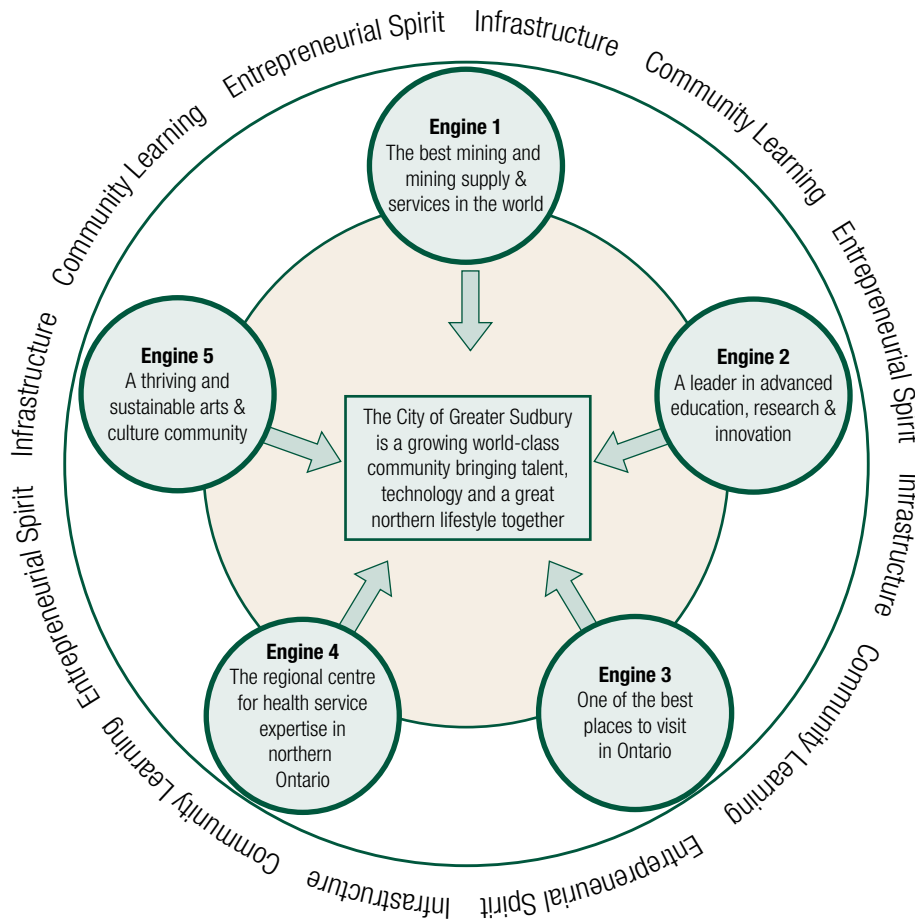 Entrepreneurial Spirit
Infrastructure
Community Learning
Entrepreneurial Spirit
Infrastructure
Community Learning
Entrepreneurial Spirit
Infrastructure
Community Learning
Entrepreneurial Spirit
Infrastructure
Community Learning
Engine 1
The best mining and
mining supply &
services in the world
Engine 2
A leader in advanced
education, research &
innovation
Engine 3
One of the best
places to visit
in Ontario
Engine 4
The regional centre
for health service
expertise in
northern
Ontario
Engine 5
A thriving and
sustainable arts &
culture community
The City of Greater Sudbury
is a growing world-class
community bringing talent,
technology and a great
northern lifestyle together